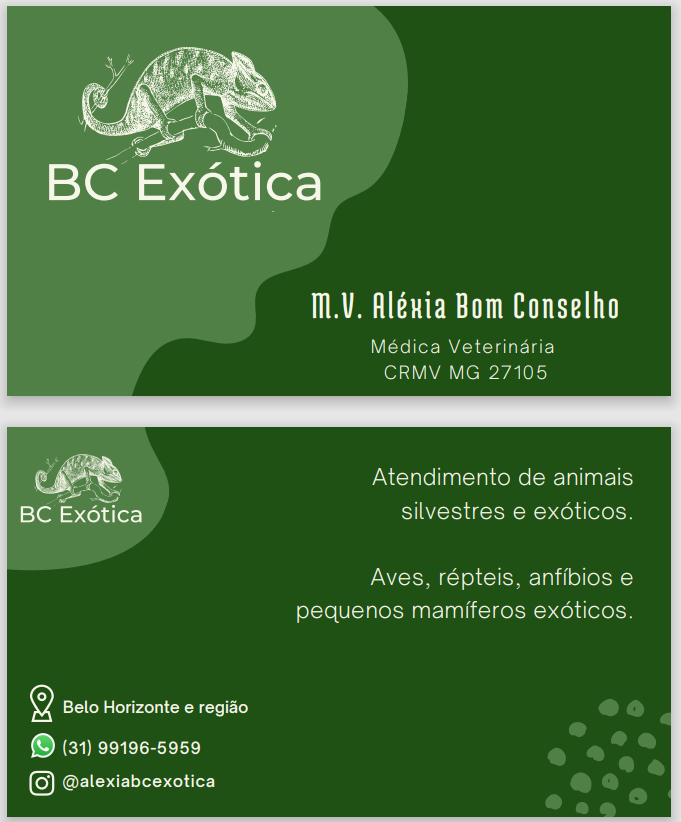 BC Exótica
M.V. Aléxia Bom Conselho
Médica Veterinária
CRMV MG 27105
BC Exótica
Atendimento de animais
silvestres e exóticos.
Aves, répteis, anfíbios e
pequenos mamíferos exóticos.
Belo Horizonte e região
(31) 99196-5959
@alexiabcexotica